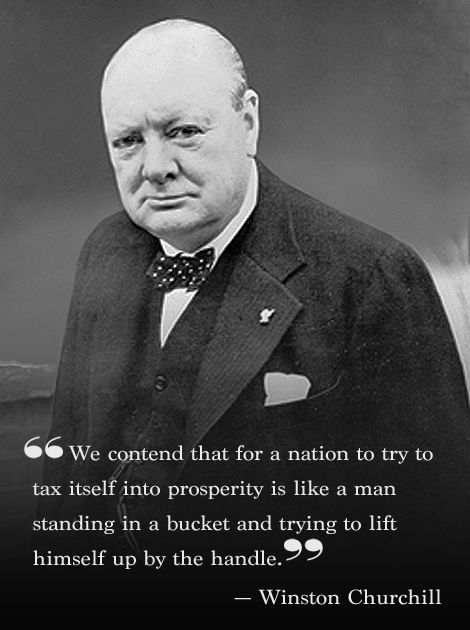 “We contend that for a nation to try to
tax itself into prosperity is like a man
standing in a bucket and trying to lift
himself up by the handle.”
— Winston Churchill